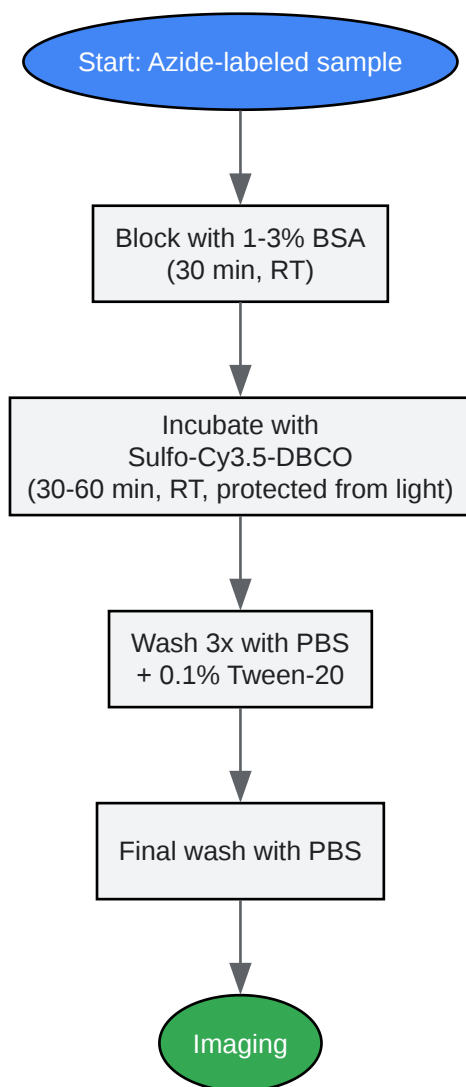 Start: Azide-labeled sample
Block with 1-3% BSA
(30 min, RT)
Incubate with
Sulfo-Cy3.5-DBCO
(30-60 min, RT, protected from light)
Wash 3x with PBS
+ 0.1% Tween-20
Final wash with PBS
Imaging